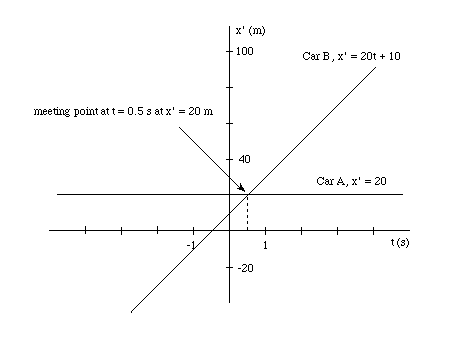 x' (m)
100
Car B, x' = 20t + 10
meeting point at t = 0.5 s at x' = 20 m
40
Car A, x' = 20
-1
1
t (s)
-20